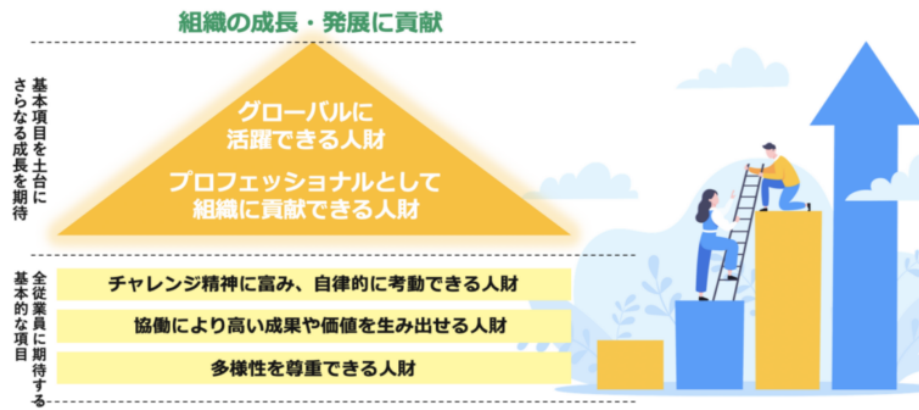 組織の成長・発展に貢献
基本項目を土台に
さらなる成長を期待
グローバルに
活躍できる人財
プロフェッショナルとして
組織に貢献できる人財
全従業員に期待する
基本的な項目
チャレンジ精神に富み、自律的に考動できる人財
協働により高い成果や価値を生み出せる人財
多様性を尊重できる人財